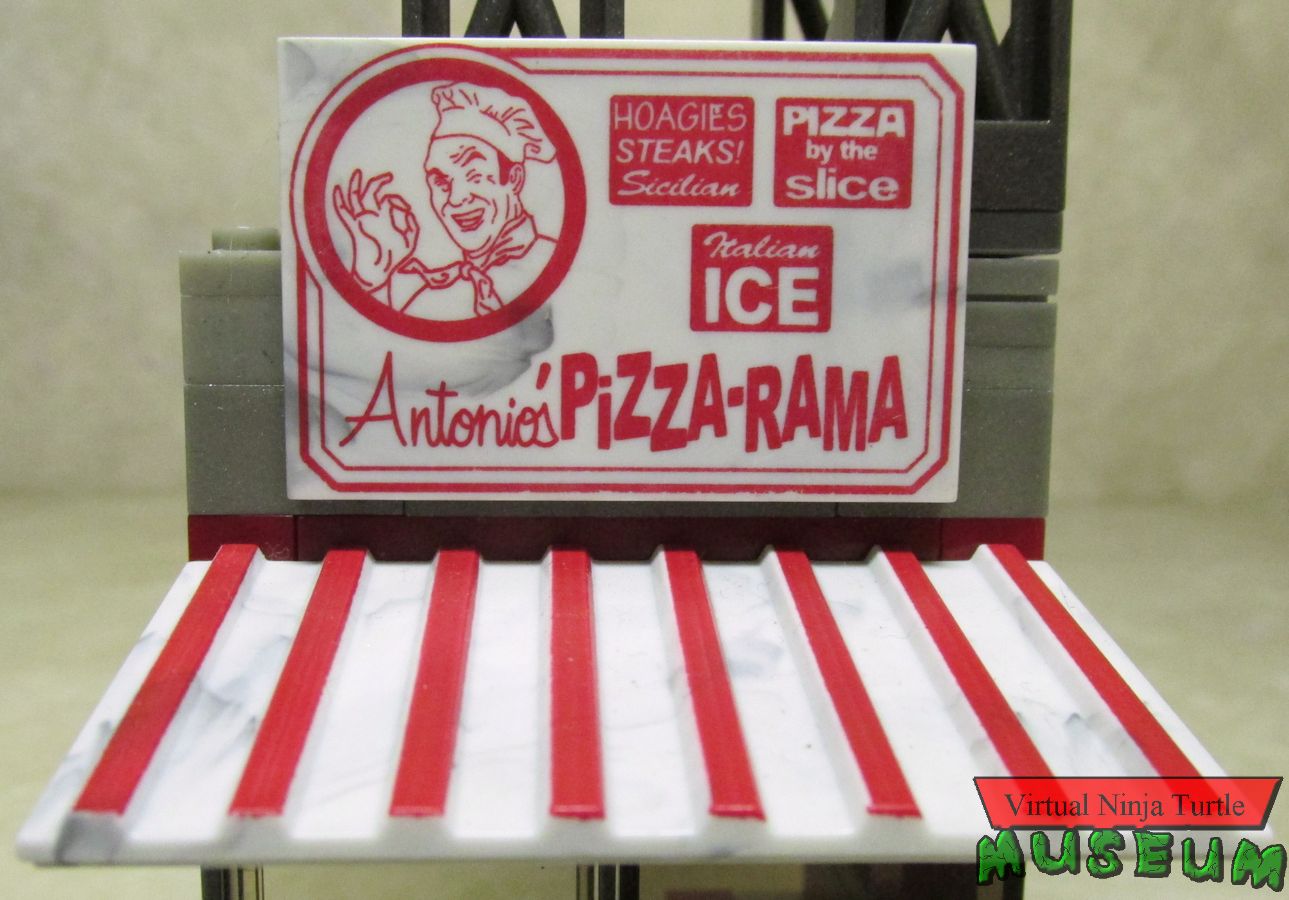 HOAGIES
STEAKS!
Sicilian
PIZZA
by the
slice
Italian
ICE
Antonio's PiZZA-RAMA
Virtual Ninja Turtle
MUSEUM